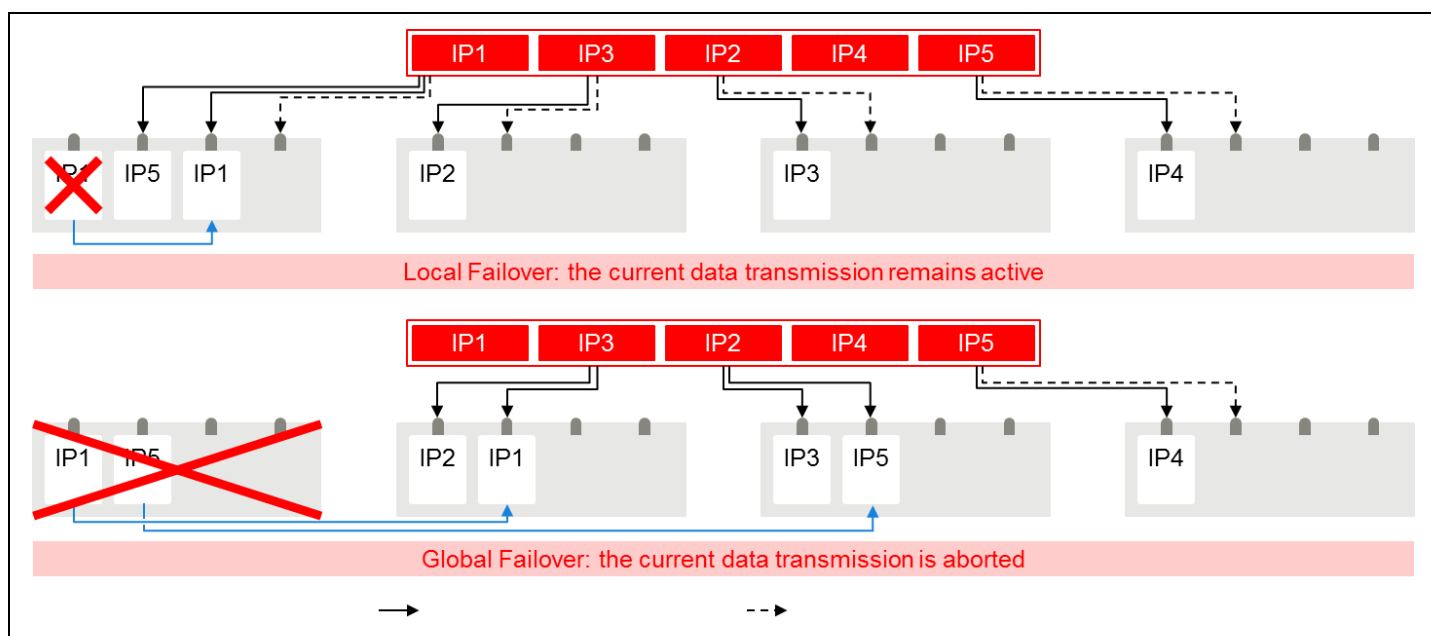 IP1 IP3 IP2 IP4 IP5
IP1 IP5 IP1 IP2 IP3 IP4
Local Failover: the current data transmission remains active
IP1 IP3 IP2 IP4 IP5
IP1 IP5 IP2 IP1 IP3 IP5 IP4
Global Failover: the current data transmission is aborted